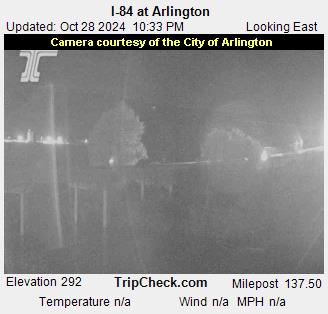 I-84 at Arlington
Updated: Oct 28 2024 10:33 PM Looking East
Camera courtesy of the City of Arlington
Elevation 292 TripCheck.com Milepost 137.50
Temperature n/a Wind n/a MPH n/a